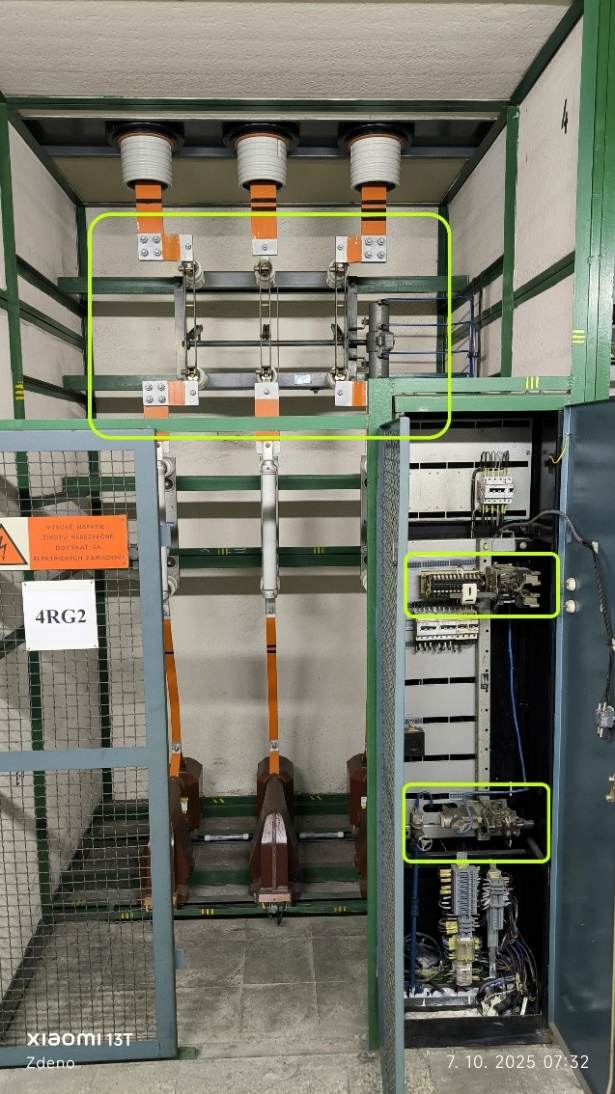 4
VYSOKÉ NAPÄTIE
ŽIVOTU NEBEZPEČNÉ
DOTÝKAŤ SA
ELEKTRICKÝCH ZARIADENÍ!
4RG2
XIAOMI 13T
Zdeno
7. 10. 2025 07:32